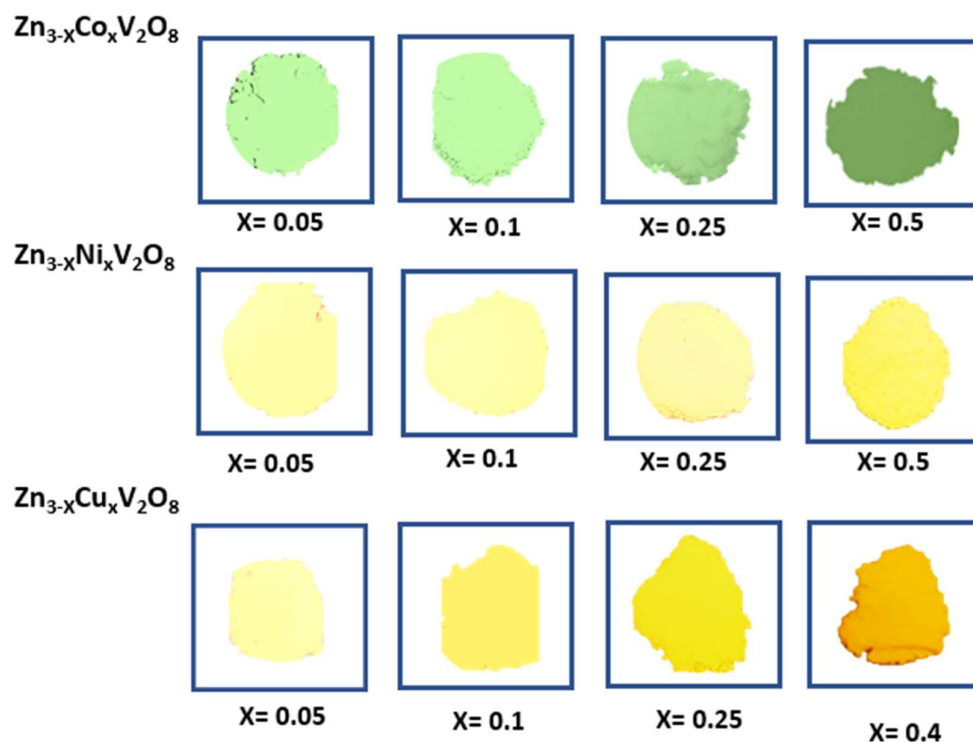 Zn₃₋ₓCoₓV₂O₈
X= 0.05 X= 0.1 X= 0.25 X= 0.5
Zn₃₋ₓNiₓV₂O₈
X= 0.05 X= 0.1 X= 0.25 X= 0.5
Zn₃₋ₓCuₓV₂O₈
X= 0.05 X= 0.1 X= 0.25 X= 0.4